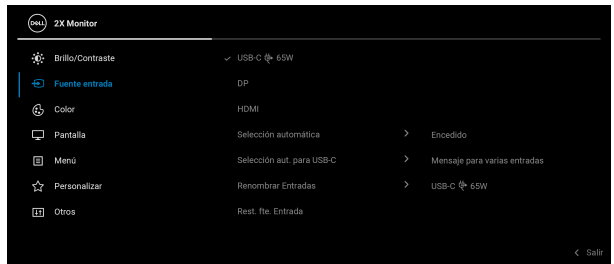 DELL 2X Monitor
Brillo/Contraste ✓ USB-C 65W
Fuente entrada DP
Color HDMI
Pantalla Selección automática > Encedido
Menú Selección aut. para USB-C > Mensaje para varias entradas
Personalizar Renombrar Entradas > USB-C 65W
Otros Rest. fte. Entrada
< Salir